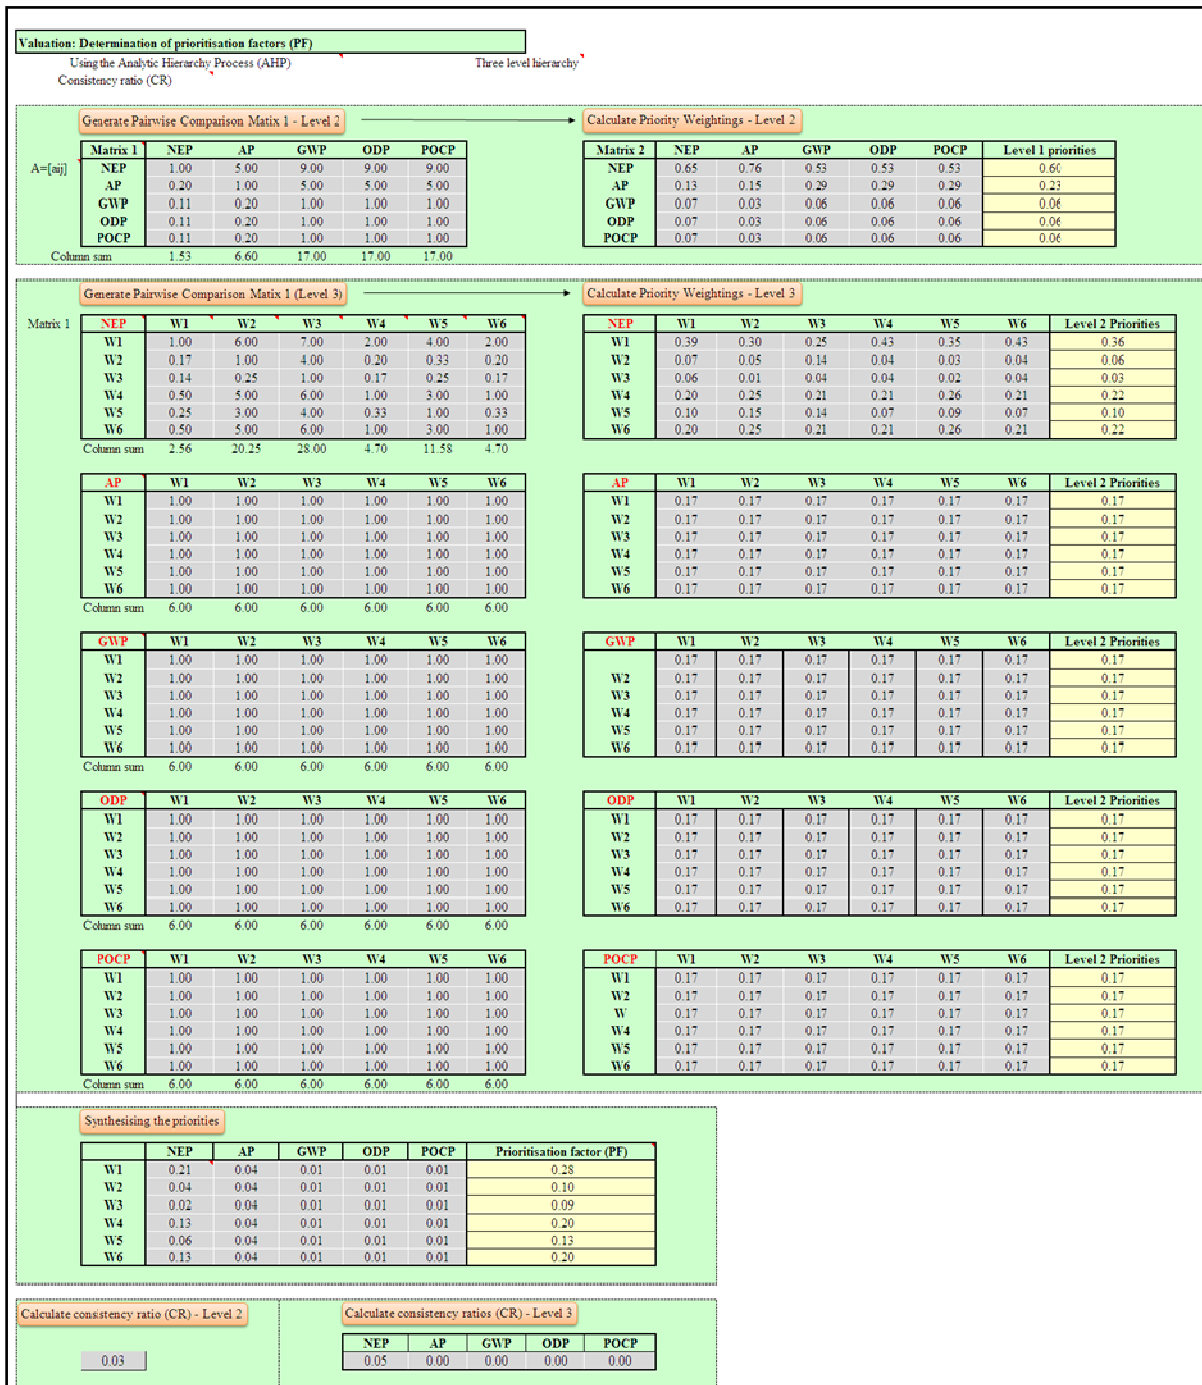 Valuation: Determination of prioritisation factors (PF)
Using the Analytic Hierarchy Process (AHP) Three level hierarchy
Consistency ratio (CR)
Generate Pairwise Comparison Matix 1 - Level 2 Calculate Priority Weightings - Level 2
Matrix 1 NEP AP GWP ODP POCP Matrix 2 NEP AP GWP ODP POCP Level 1 priorities
A=[aij] NEP 1.00 5.00 9.00 9.00 9.00 NEP 0.65 0.76 0.53 0.53 0.53 0.60
AP 0.20 1.00 5.00 5.00 5.00 AP 0.13 0.15 0.29 0.29 0.29 0.23
GWP 0.11 0.20 1.00 1.00 1.00 GWP 0.07 0.03 0.06 0.06 0.06 0.06
ODP 0.11 0.20 1.00 1.00 1.00 ODP 0.07 0.03 0.06 0.06 0.06 0.06
POCP 0.11 0.20 1.00 1.00 1.00 POCP 0.07 0.03 0.06 0.06 0.06 0.06
Column sum 1.53 6.60 17.00 17.00 17.00
Generate Pairwise Comparison Matix 1 (Level 3) Calculate Priority Weightings - Level 3
Matrix 1 NEP W1 W2 W3 W4 W5 W6 NEP W1 W2 W3 W4 W5 W6 Level 2 Priorities
W1 1.00 6.00 7.00 2.00 4.00 2.00 W1 0.39 0.30 0.25 0.43 0.35 0.43 0.36
W2 0.17 1.00 4.00 0.20 0.33 0.20 W2 0.07 0.05 0.14 0.04 0.03 0.04 0.06
W3 0.14 0.25 1.00 0.17 0.25 0.17 W3 0.06 0.01 0.04 0.04 0.02 0.04 0.03
W4 0.50 5.00 6.00 1.00 3.00 1.00 W4 0.20 0.25 0.21 0.21 0.26 0.21 0.22
W5 0.25 3.00 4.00 0.33 1.00 0.33 W5 0.10 0.15 0.14 0.07 0.09 0.07 0.10
W6 0.50 5.00 6.00 1.00 3.00 1.00 W6 0.20 0.25 0.21 0.21 0.26 0.21 0.22
Column sum 2.56 20.25 28.00 4.70 11.58 4.70
AP W1 W2 W3 W4 W5 W6 AP W1 W2 W3 W4 W5 W6 Level 2 Priorities
W1 1.00 1.00 1.00 1.00 1.00 1.00 W1 0.17 0.17 0.17 0.17 0.17 0.17 0.17
W2 1.00 1.00 1.00 1.00 1.00 1.00 W2 0.17 0.17 0.17 0.17 0.17 0.17 0.17
W3 1.00 1.00 1.00 1.00 1.00 1.00 W3 0.17 0.17 0.17 0.17 0.17 0.17 0.17
W4 1.00 1.00 1.00 1.00 1.00 1.00 W4 0.17 0.17 0.17 0.17 0.17 0.17 0.17
W5 1.00 1.00 1.00 1.00 1.00 1.00 W5 0.17 0.17 0.17 0.17 0.17 0.17 0.17
W6 1.00 1.00 1.00 1.00 1.00 1.00 W6 0.17 0.17 0.17 0.17 0.17 0.17 0.17
Column sum 6.00 6.00 6.00 6.00 6.00 6.00
GWP W1 W2 W3 W4 W5 W6 GWP W1 W2 W3 W4 W5 W6 Level 2 Priorities
W1 1.00 1.00 1.00 1.00 1.00 1.00 0.17 0.17 0.17 0.17 0.17 0.17 0.17
W2 1.00 1.00 1.00 1.00 1.00 1.00 W2 0.17 0.17 0.17 0.17 0.17 0.17 0.17
W3 1.00 1.00 1.00 1.00 1.00 1.00 W3 0.17 0.17 0.17 0.17 0.17 0.17 0.17
W4 1.00 1.00 1.00 1.00 1.00 1.00 W4 0.17 0.17 0.17 0.17 0.17 0.17 0.17
W5 1.00 1.00 1.00 1.00 1.00 1.00 W5 0.17 0.17 0.17 0.17 0.17 0.17 0.17
W6 1.00 1.00 1.00 1.00 1.00 1.00 W6 0.17 0.17 0.17 0.17 0.17 0.17 0.17
Column sum 6.00 6.00 6.00 6.00 6.00 6.00
ODP W1 W2 W3 W4 W5 W6 ODP W1 W2 W3 W4 W5 W6 Level 2 Priorities
W1 1.00 1.00 1.00 1.00 1.00 1.00 W1 0.17 0.17 0.17 0.17 0.17 0.17 0.17
W2 1.00 1.00 1.00 1.00 1.00 1.00 W2 0.17 0.17 0.17 0.17 0.17 0.17 0.17
W3 1.00 1.00 1.00 1.00 1.00 1.00 W3 0.17 0.17 0.17 0.17 0.17 0.17 0.17
W4 1.00 1.00 1.00 1.00 1.00 1.00 W4 0.17 0.17 0.17 0.17 0.17 0.17 0.17
W5 1.00 1.00 1.00 1.00 1.00 1.00 W5 0.17 0.17 0.17 0.17 0.17 0.17 0.17
W6 1.00 1.00 1.00 1.00 1.00 1.00 W6 0.17 0.17 0.17 0.17 0.17 0.17 0.17
Column sum 6.00 6.00 6.00 6.00 6.00 6.00
POCP W1 W2 W3 W4 W5 W6 POCP W1 W2 W3 W4 W5 W6 Level 2 Priorities
W1 1.00 1.00 1.00 1.00 1.00 1.00 W1 0.17 0.17 0.17 0.17 0.17 0.17 0.17
W2 1.00 1.00 1.00 1.00 1.00 1.00 W2 0.17 0.17 0.17 0.17 0.17 0.17 0.17
W3 1.00 1.00 1.00 1.00 1.00 1.00 W 0.17 0.17 0.17 0.17 0.17 0.17 0.17
W4 1.00 1.00 1.00 1.00 1.00 1.00 W4 0.17 0.17 0.17 0.17 0.17 0.17 0.17
W5 1.00 1.00 1.00 1.00 1.00 1.00 W5 0.17 0.17 0.17 0.17 0.17 0.17 0.17
W6 1.00 1.00 1.00 1.00 1.00 1.00 W6 0.17 0.17 0.17 0.17 0.17 0.17 0.17
Column sum 6.00 6.00 6.00 6.00 6.00 6.00
Synthesising the priorities
NEP AP GWP ODP POCP Prioritisation factor (PF)
W1 0.21 0.04 0.01 0.01 0.01 0.28
W2 0.04 0.04 0.01 0.01 0.01 0.10
W3 0.02 0.04 0.01 0.01 0.01 0.09
W4 0.13 0.04 0.01 0.01 0.01 0.20
W5 0.06 0.04 0.01 0.01 0.01 0.13
W6 0.13 0.04 0.01 0.01 0.01 0.20
Calculate consistency ratio (CR) - Level 2 Calculate consistency ratios (CR) - Level 3
NEP AP GWP ODP POCP
0.03 0.05 0.00 0.00 0.00 0.00